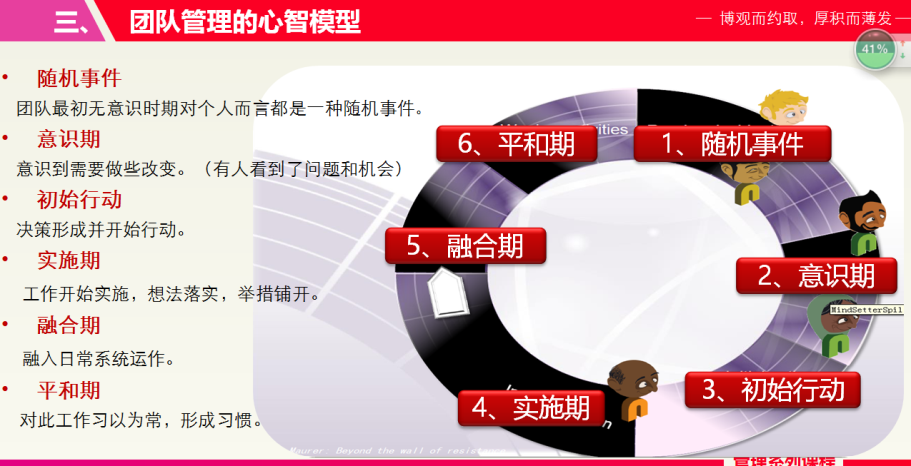 三、 团队管理的心智模型
— 博观而约取，厚积而薄发—
41%
• 随机事件
团队最初无意识时期对个人而言都是一种随机事件。
• 意识期
意识到需要做些改变。（有人看到了问题和机会）
• 初始行动
决策形成并开始行动。
• 实施期
工作开始实施，想法落实，举措铺开。
• 融合期
融入日常系统运作。
• 平和期
对此工作习以为常，形成习惯。
6、平和期
1、随机事件
5、融合期
2、意识期
MindSetterSpil
3、初始行动
4、实施期
Maurer, Beyond the wall of resis
管理系列课程